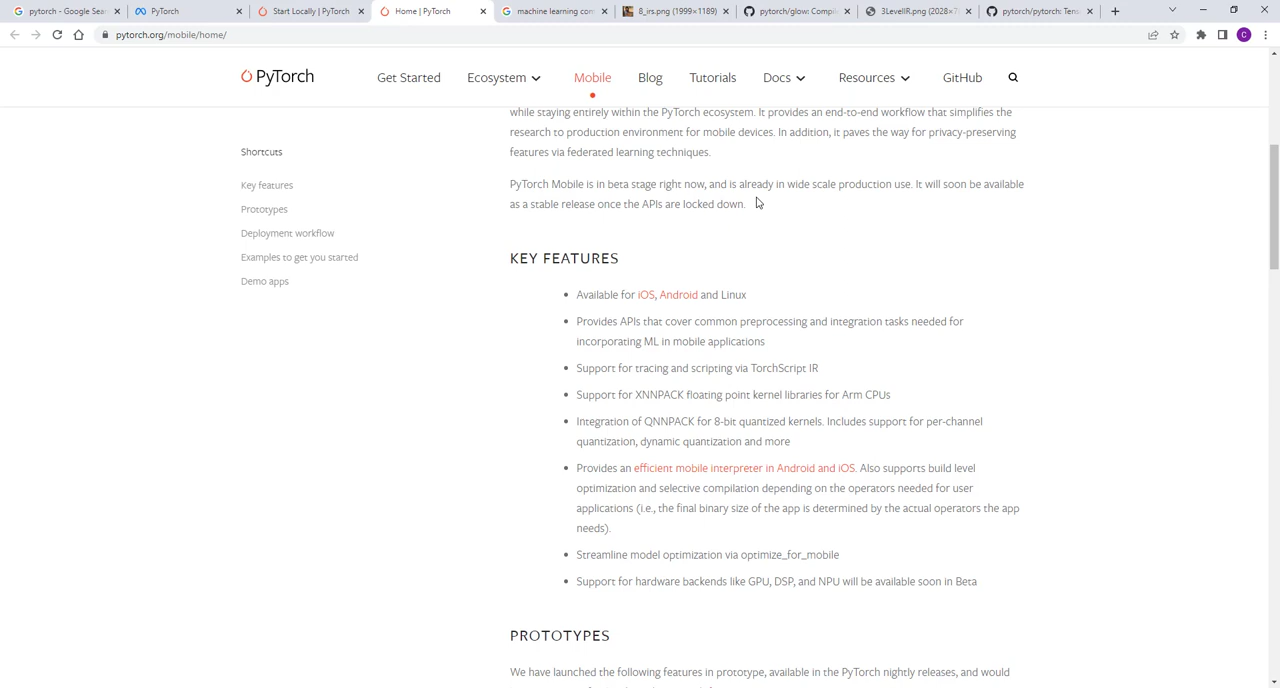 pytorch - Google Sear
PyTorch
Start Locally | PyTorch
Home | PyTorch
machine learning com
8_irs.png (1999×1189)
pytorch/glow: Compile
3LevelIR.png (2028×7
pytorch/pytorch: Tens
pytorch.org/mobile/home/
C
PyTorch
Get Started
Ecosystem
Mobile
Blog
Tutorials
Docs
Resources
GitHub
Shortcuts
Key features
Prototypes
Deployment workflow
Examples to get you started
Demo apps
while staying entirely within the PyTorch ecosystem. It provides an end-to-end workflow that simplifies the
research to production environment for mobile devices. In addition, it paves the way for privacy-preserving
features via federated learning techniques.
PyTorch Mobile is in beta stage right now, and is already in wide scale production use. It will soon be available
as a stable release once the APIs are locked down.
KEY FEATURES
Available for iOS, Android and Linux
Provides APIs that cover common preprocessing and integration tasks needed for
incorporating ML in mobile applications
Support for tracing and scripting via TorchScript IR
Support for XNNPACK floating point kernel libraries for Arm CPUs
Integration of QNNPACK for 8-bit quantized kernels. Includes support for per-channel
quantization, dynamic quantization and more
Provides an efficient mobile interpreter in Android and iOS. Also supports build level
optimization and selective compilation depending on the operators needed for user
applications (i.e., the final binary size of the app is determined by the actual operators the app
needs).
Streamline model optimization via optimize_for_mobile
Support for hardware backends like GPU, DSP, and NPU will be available soon in Beta
PROTOTYPES
We have launched the following features in prototype, available in the PyTorch nightly releases, and would